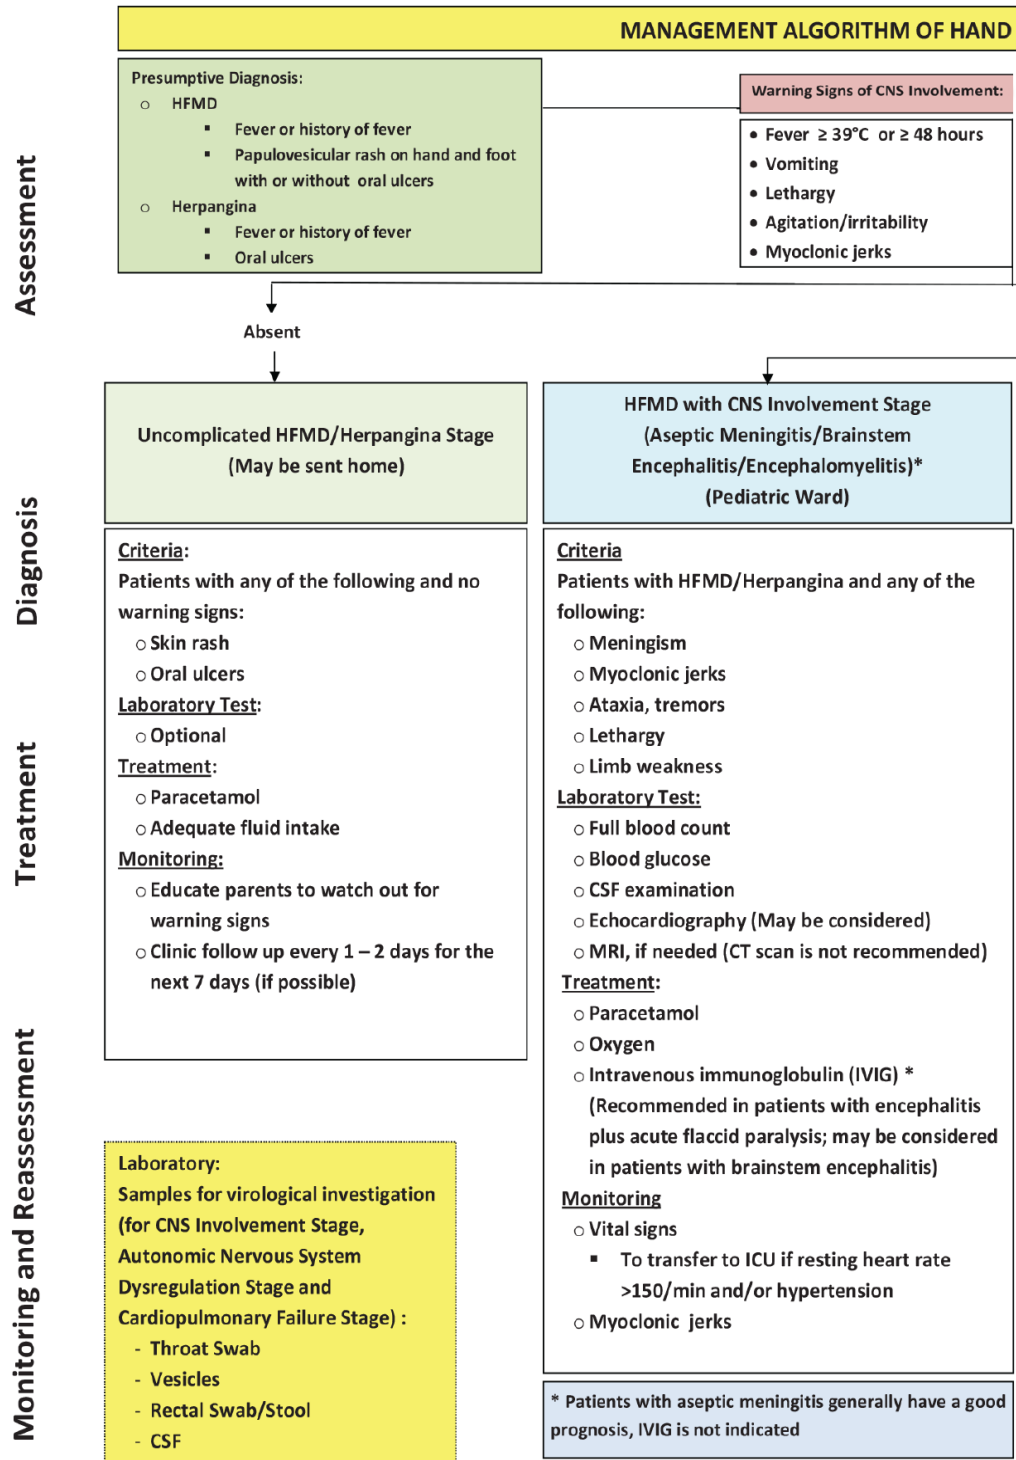 MANAGEMENT ALGORITHM OF HAND
Assessment
Presumptive Diagnosis:
o HFMD
▪ Fever or history of fever
▪ Papulovesicular rash on hand and foot
with or without oral ulcers
o Herpangina
▪ Fever or history of fever
▪ Oral ulcers
Warning Signs of CNS Involvement:
• Fever ≥ 39°C or ≥ 48 hours
• Vomiting
• Lethargy
• Agitation/irritability
• Myoclonic jerks
Absent
Diagnosis
Treatment
Monitoring and Reassessment
Uncomplicated HFMD/Herpangina Stage
(May be sent home)
Criteria:
Patients with any of the following and no
warning signs:
o Skin rash
o Oral ulcers
Laboratory Test:
o Optional
Treatment:
o Paracetamol
o Adequate fluid intake
Monitoring:
o Educate parents to watch out for
warning signs
o Clinic follow up every 1 – 2 days for the
next 7 days (if possible)
Laboratory:
Samples for virological investigation
(for CNS Involvement Stage,
Autonomic Nervous System
Dysregulation Stage and
Cardiopulmonary Failure Stage) :
- Throat Swab
- Vesicles
- Rectal Swab/Stool
- CSF
HFMD with CNS Involvement Stage
(Aseptic Meningitis/Brainstem
Encephalitis/Encephalomyelitis)*
(Pediatric Ward)
Criteria
Patients with HFMD/Herpangina and any of the
following:
o Meningism
o Myoclonic jerks
o Ataxia, tremors
o Lethargy
o Limb weakness
Laboratory Test:
o Full blood count
o Blood glucose
o CSF examination
o Echocardiography (May be considered)
o MRI, if needed (CT scan is not recommended)
Treatment:
o Paracetamol
o Oxygen
o Intravenous immunoglobulin (IVIG) *
(Recommended in patients with encephalitis
plus acute flaccid paralysis; may be considered
in patients with brainstem encephalitis)
Monitoring
o Vital signs
▪ To transfer to ICU if resting heart rate
>150/min and/or hypertension
o Myoclonic jerks
* Patients with aseptic meningitis generally have a good
prognosis, IVIG is not indicated